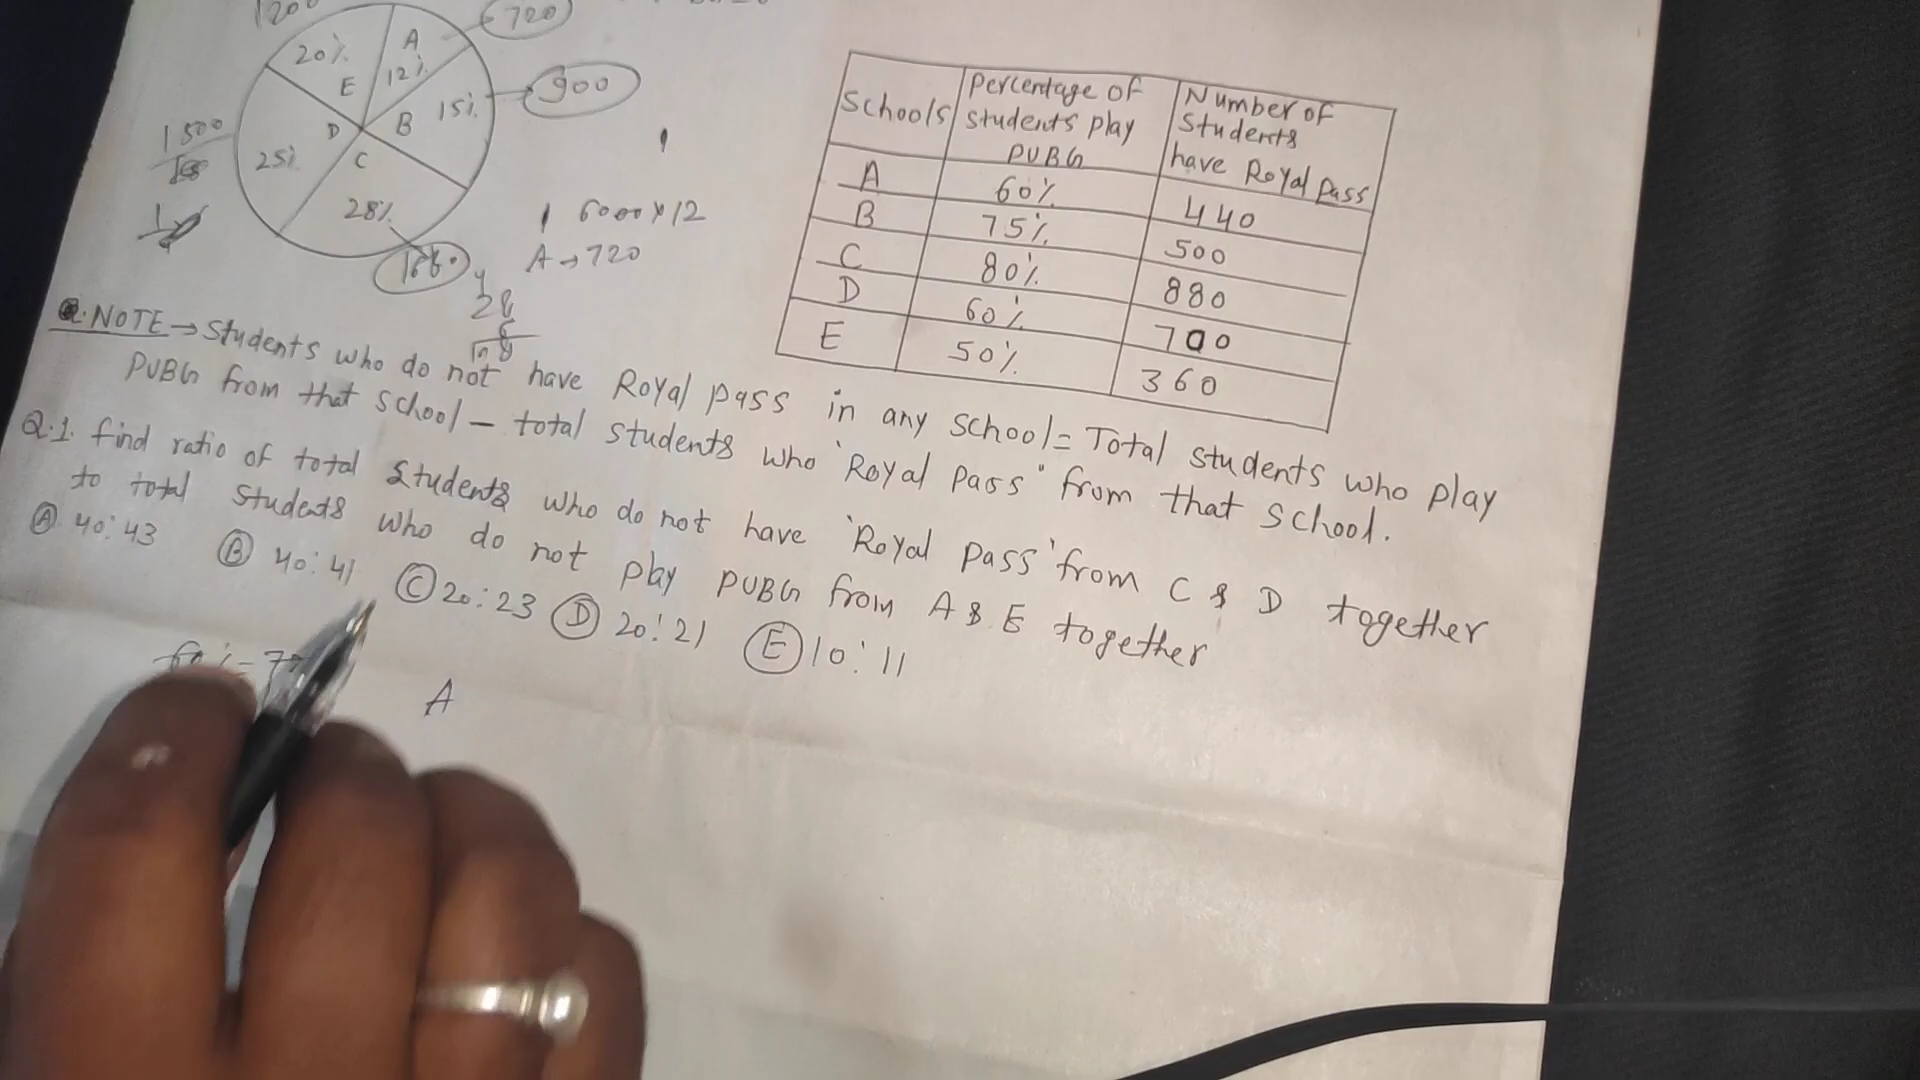 1200
720
20%
A
12%
E
900
15%
B
D
1500
C
25%
28%
6000 × 12
A → 720
28
6
Schools
Percentage of
students play
PUBG
Number of
Students
have Royal pass
A 60% 440
B 75% 500
C 80% 880
D 60% 700
E 50% 360
NOTE → Students who do not have Royal pass in any school = Total students who play
PUBG from that school – total students who 'Royal pass" from that school.
Q.1. find ratio of total students who do not have 'Royal pass' from C & D together
to total students who do not play PUBG from A & E together
A 40:43 B 40:41 C 20:23 D 20:21 E 10:11
A